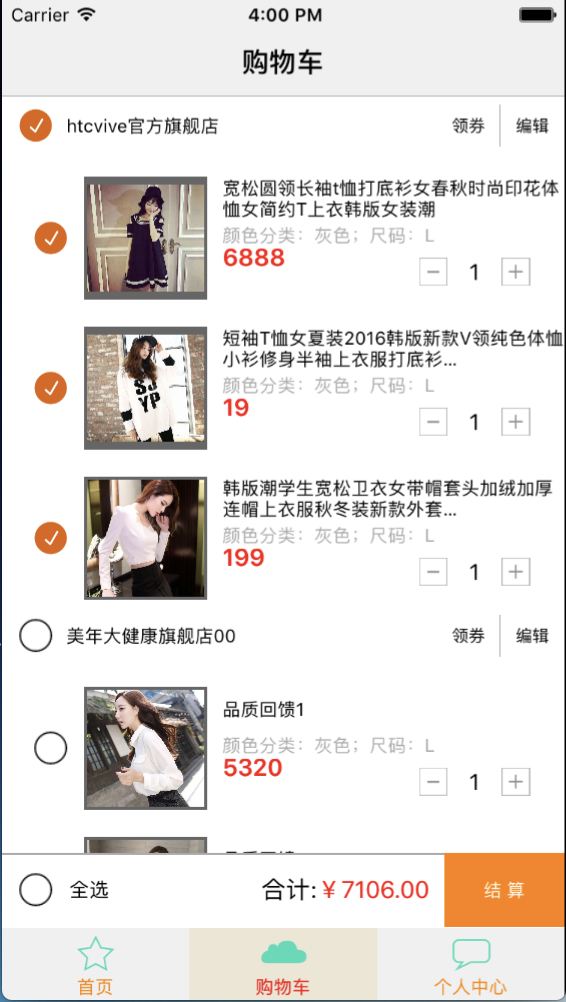 Carrier 4:00 PM
购物车
htcvive官方旗舰店 领券 编辑
宽松圆领长袖t恤打底衫女春秋时尚印花体
恤女简约T上衣韩版女装潮
颜色分类：灰色；尺码：L
6888
1
短袖T恤女夏装2016韩版新款V领纯色体恤
小衫修身半袖上衣服打底衫...
颜色分类：灰色；尺码：L
19
1
SJ
YP
韩版潮学生宽松卫衣女带帽套头加绒加厚
连帽上衣服秋冬装新款外套...
颜色分类：灰色；尺码：L
199
1
美年大健康旗舰店00 领券 编辑
品质回馈1
颜色分类：灰色；尺码：L
5320
1
全选 合计: ¥ 7106.00 结 算
首页 购物车 个人中心